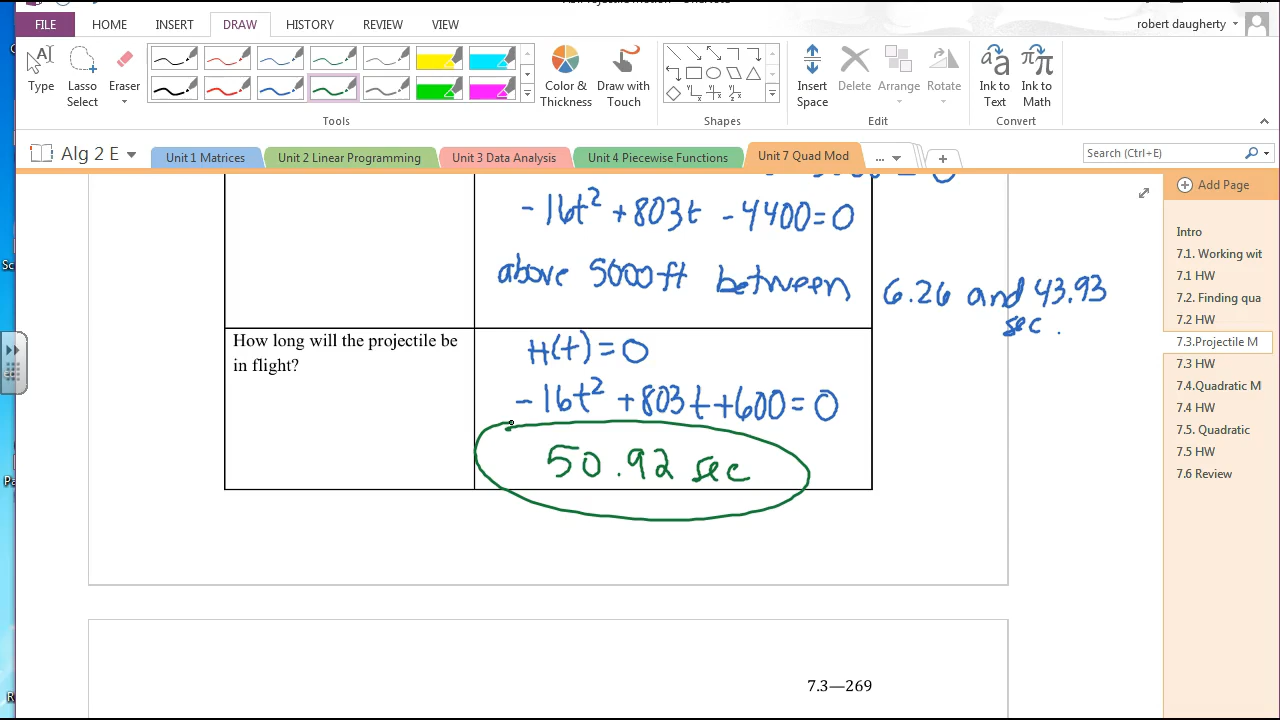 FILE HOME INSERT DRAW HISTORY REVIEW VIEW robert daugherty
Type Lasso Select Eraser Color & Thickness Draw with Touch Insert Space Delete Arrange Rotate Ink to Text Ink to Math
Tools Shapes Edit Convert
Alg 2 E Unit 1 Matrices Unit 2 Linear Programming Unit 3 Data Analysis Unit 4 Piecewise Functions Unit 7 Quad Mod ... Search (Ctrl+E)
Add Page
Intro
7.1. Working wit
7.1 HW
7.2. Finding qua
7.2 HW
7.3.Projectile M
7.3 HW
7.4.Quadratic M
7.4 HW
7.5. Quadratic
7.5 HW
7.6 Review
-16t² +803t -4400=0
above 5000ft between 6.26 and 43.93
sec.
How long will the projectile be
in flight?
H(t)=0
-16t² +803t+600=0
50.92 sec
7.3—269